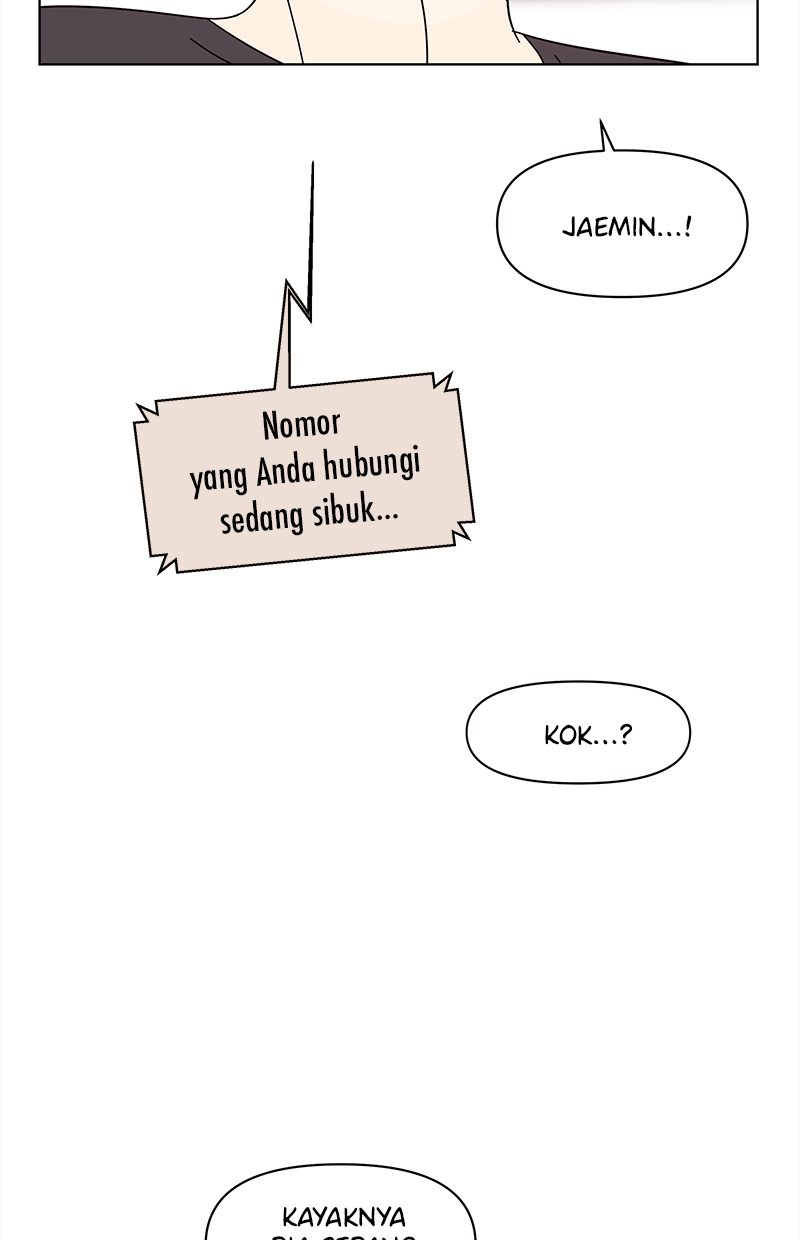 JAEMIN...!
Nomor
yang Anda hubungi
sedang sibuk...
KOK...?
KAYAKNYA